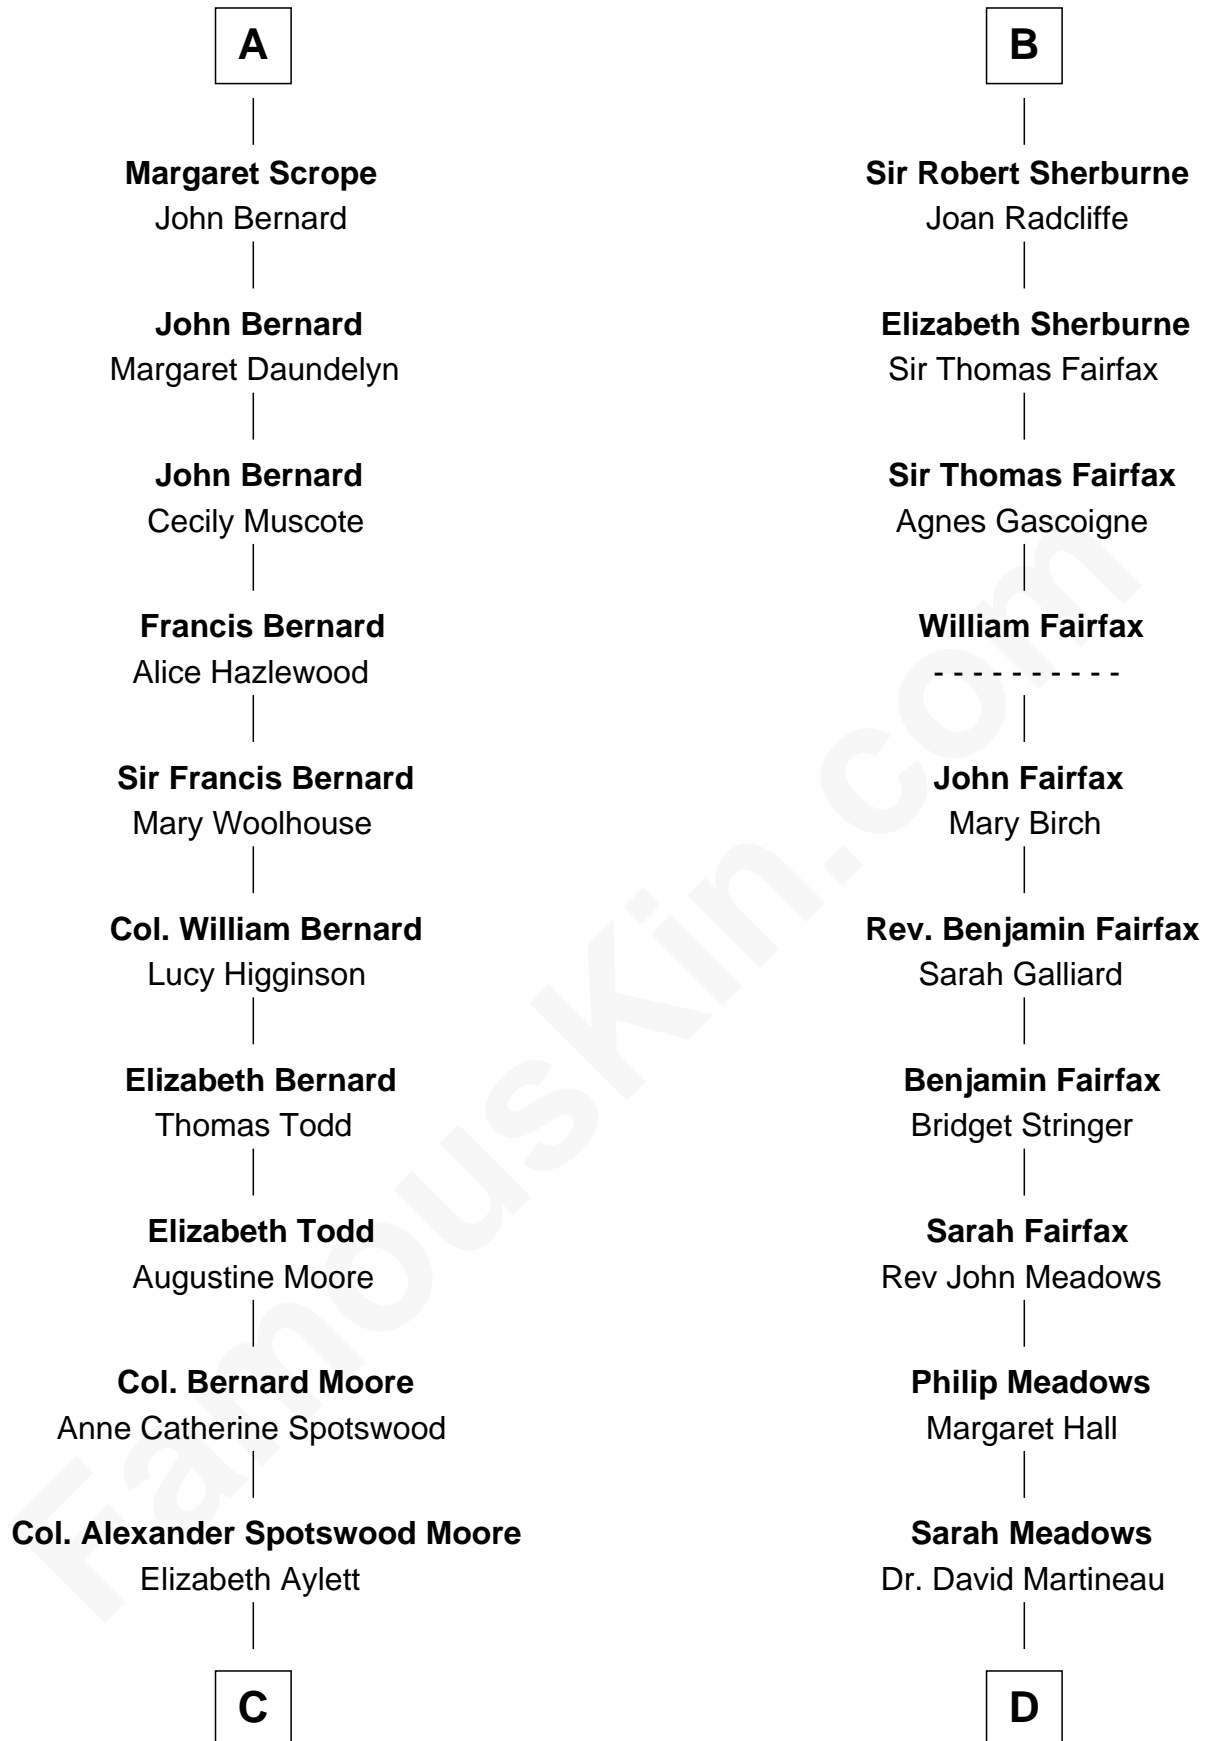 A
Margaret Scrope
John Bernard
John Bernard
Margaret Daundelyn
John Bernard
Cecily Muscote
Francis Bernard
Alice Hazlewood
Sir Francis Bernard
Mary Woolhouse
Col. William Bernard
Lucy Higginson
Elizabeth Bernard
Thomas Todd
Elizabeth Todd
Augustine Moore
Col. Bernard Moore
Anne Catherine Spotswood
Col. Alexander Spotswood Moore
Elizabeth Aylett
C
B
Sir Robert Sherburne
Joan Radcliffe
Elizabeth Sherburne
Sir Thomas Fairfax
Sir Thomas Fairfax
Agnes Gascoigne
William Fairfax
- - - - - - - - - -
John Fairfax
Mary Birch
Rev. Benjamin Fairfax
Sarah Galliard
Benjamin Fairfax
Bridget Stringer
Sarah Fairfax
Rev John Meadows
Philip Meadows
Margaret Hall
Sarah Meadows
Dr. David Martineau
D
FamousKin.com